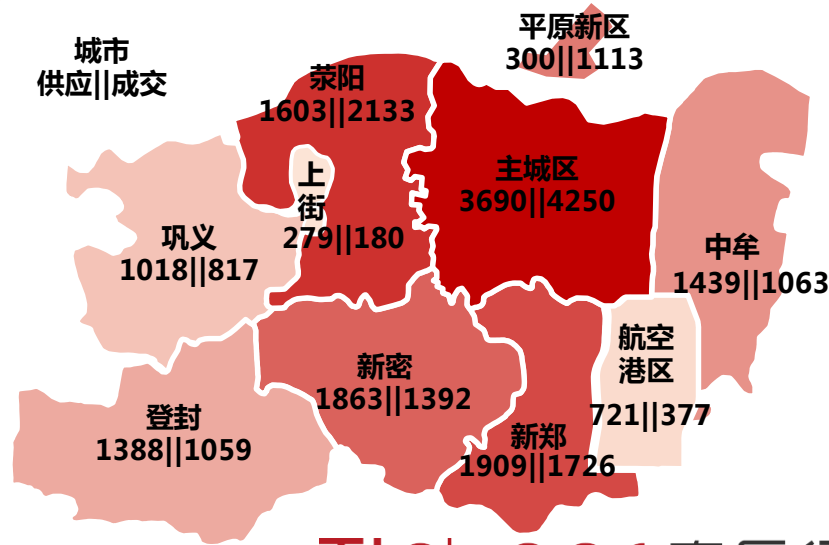 城市
供应||成交
平原新区
300||1113
荥阳
1603||2133
主城区
3690||4250
上
街
279||180
巩义
1018||817
中牟
1439||1063
航空
港区
721||377
新密
1863||1392
登封
1388||1059
新郑
1909||1726